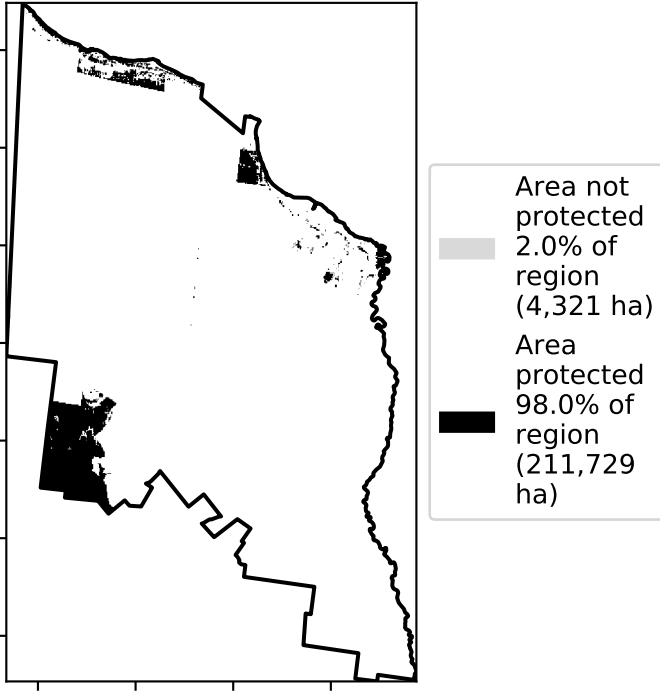 Area not
protected
2.0% of
region
(4,321 ha)
Area
protected
98.0% of
region
(211,729
ha)